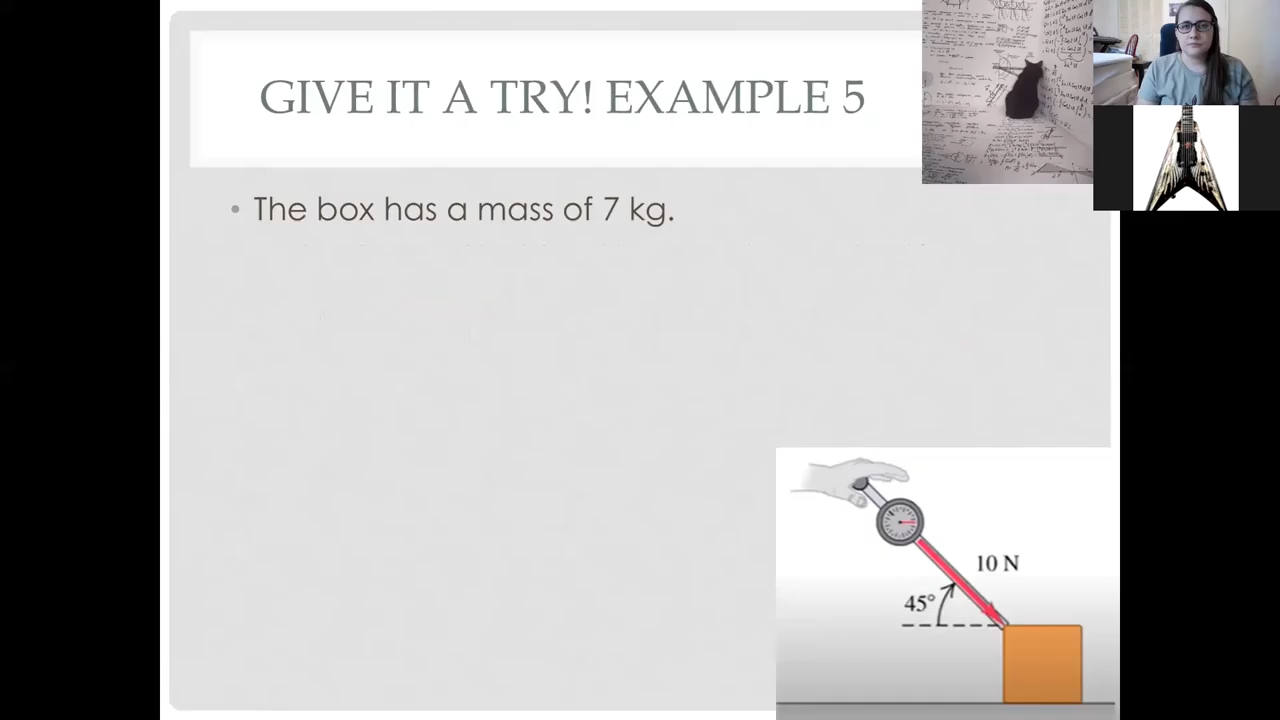 GIVE IT A TRY! EXAMPLE 5
• The box has a mass of 7 kg.
10 N
45°